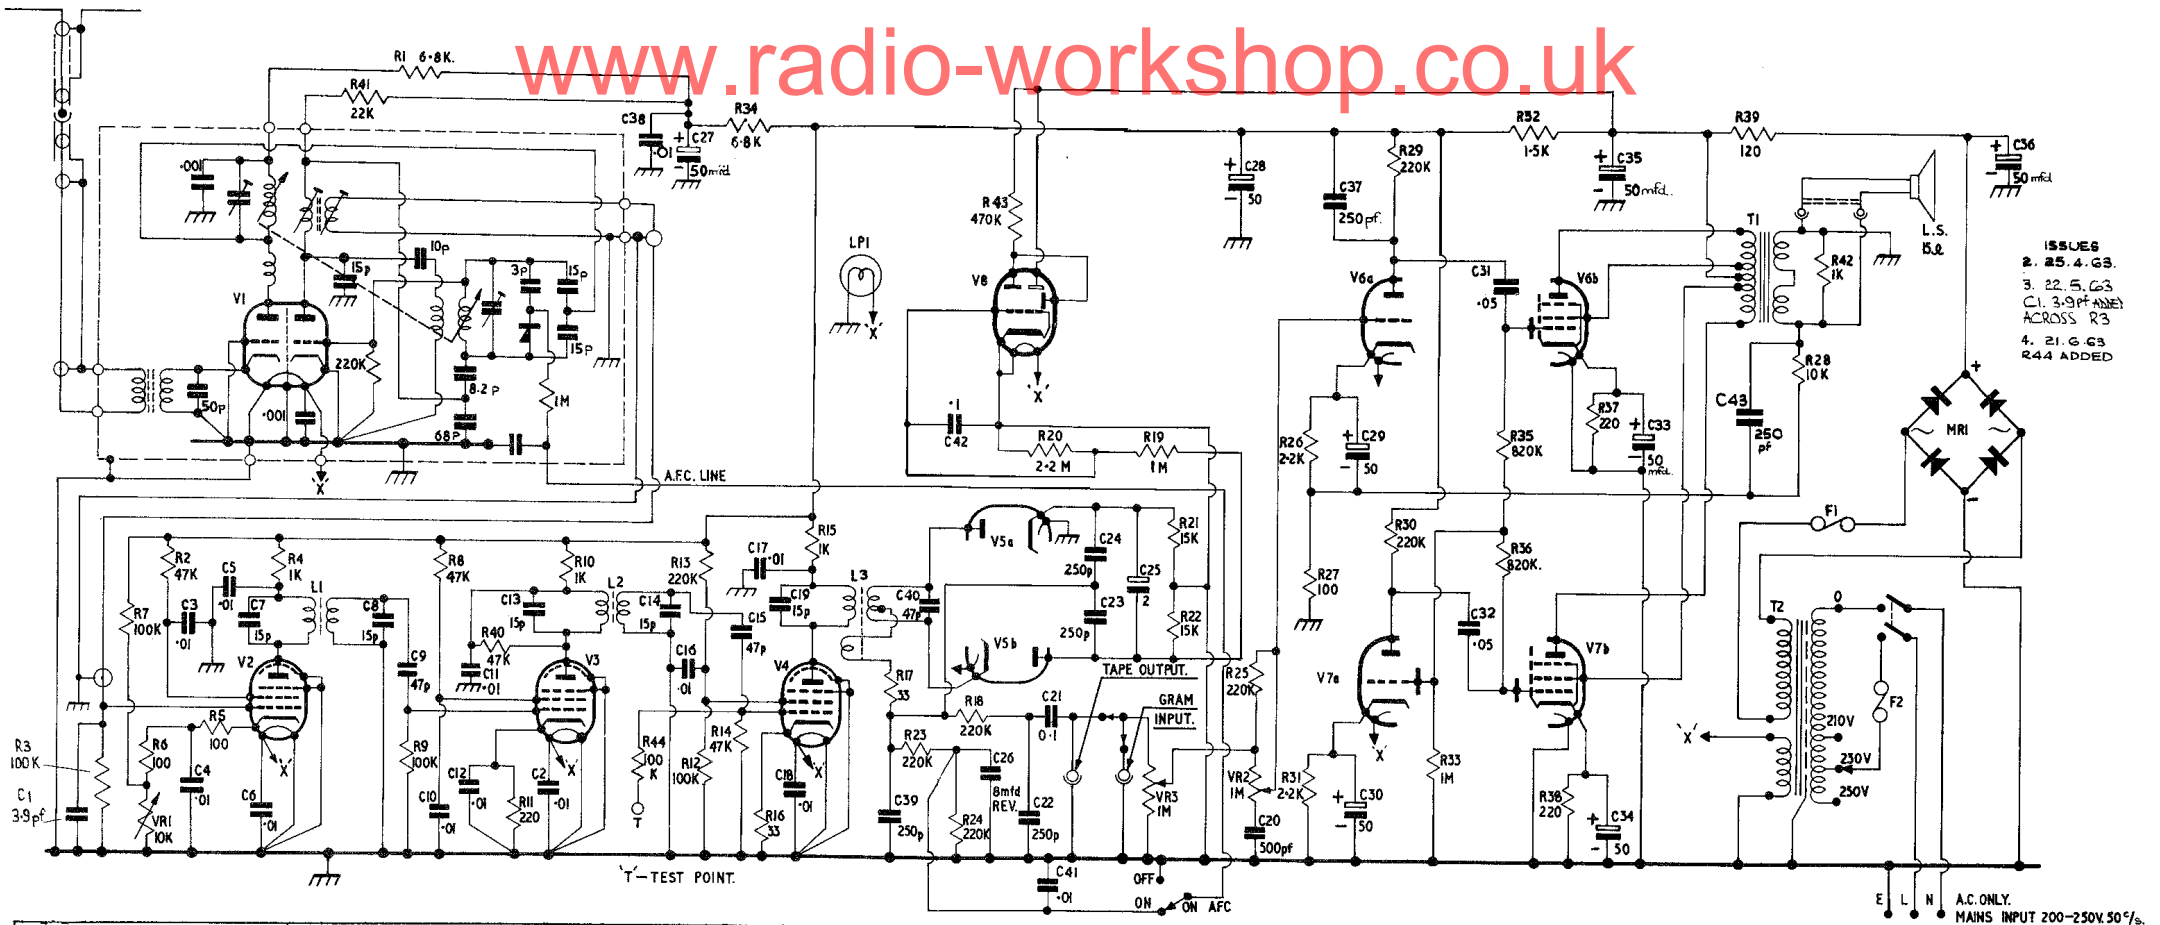 www.radio-workshop.co.uk
R1 6·8K.
R41
22K
C38
·01
+ C27
- 50mfd
R34
6·8K
·001
15p
10p
3p
15p
15p
V1
220K
50p
·001
8·2p
68p
1M
'X'
A.F.C. LINE
LP1
'X'
R43
470K
V8
'X'
·1
C42
R20
2·2 M
R19
1M
+ C28
- 50
C37
250pf.
R29
220K
V6a
R26
2·2K
+ C29
- 50
R27
100
C31
·05
R32
1·5K
+ C35
- 50mfd.
R39
120
+ C36
- 50mfd
V6b
R37
220
+ C33
- 50
mfd.
R35
820K
R36
820K.
T1
R42
1K
L.S.
15Ω
R28
10K
C43
250
pf
ISSUES
2. 25.4.63.
3. 22.5.63
C1. 3·9pf ADDED
ACROSS R3
4. 21.6.63
R44 ADDED
+
MR1
-
F1
R2
47K
R7
100K
C3
·01
C5
·01
R4
1K
C7
15p
L1
C8
15p
V2
R5
100
R6
100
VR1
10K
C4
·01
C6
·01
'X'
R3
100K
C1
3·9pf
C9
47p
R8
47K
R9
100K
C10
·01
C13
15p
R10
1K
R40
47K
C11
·01
C12
·01
R11
220
C2
·01
V3
'X'
L2
C14
15p
C16
·01
R13
220K
C15
47p
R44
100
K
T
R12
100K
R14
47K
C17
·01
R15
1K
C19
15p
L3
V4
R16
33
C18
·01
'X'
C40
47p
R17
33
V5a
V5b
C24
250p
C23
250p
C25
2
R21
15K
R22
15K
TAPE OUTPUT.
GRAM
INPUT.
R18
220K
C21
0·1
R23
220K
C39
250p
R24
220K
C26
8mfd
REV.
C22
250p
VR3
1M
R25
220K
VR2
1M
C20
500pf
C41
·01
OFF
ON
ON AFC
R30
220K
V7a
'X'
C32
·05
R31
2·2K
+ C30
- 50
R33
1M
V7b
R38
220
+ C34
- 50
T2
'X'
0
210V
230V
250V
F2
'T'-TEST POINT.
E L N
A.C. ONLY.
MAINS INPUT 200-250V. 50 c/s.